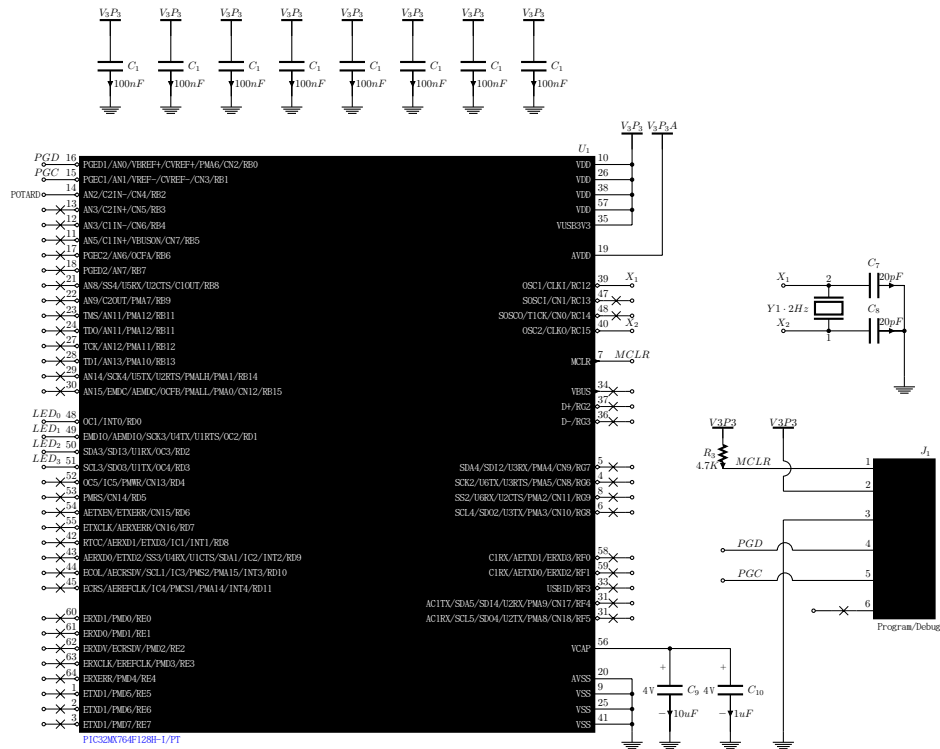 V3P3 V3P3 V3P3 V3P3 V3P3 V3P3 V3P3 V3P3
C1 C1 C1 C1 C1 C1 C1 C1
100nF 100nF 100nF 100nF 100nF 100nF 100nF 100nF
V3P3 V3P3A
U1
PGD 16 PGED1/AN0/VBREF+/CVREF+/PMA6/CN2/RB0
PGC 15 PGEC1/AN1/VREF-/CVREF-/CN3/RB1
POTARD 14 AN2/C2IN-/CN4/RB2
13 AN3/C2IN+/CN5/RB3
12 AN3/C1IN-/CN6/RB4
11 AN5/C1IN+/VBUSON/CN7/RB5
17 PGEC2/AN6/OCFA/RB6
18 PGED2/AN7/RB7
21 AN8/SS4/U5RX/U2CTS/C1OUT/RB8
22 AN9/C2OUT/PMA7/RB9
23 TMS/AN11/PMA12/RB11
24 TDO/AN11/PMA12/RB11
27 TCK/AN12/PMA11/RB12
28 TDI/AN13/PMA10/RB13
29 AN14/SCK4/U5TX/U2RTS/PMALH/PMA1/RB14
30 AN15/EMDC/AEMDC/OCFB/PMALL/PMA0/CN12/RB15
LED0 48 OC1/INT0/RD0
LED1 49 EMDIO/AEMDIO/SCK3/U4TX/U1RTS/OC2/RD1
LED2 50 SDA3/SDI3/U1RX/OC3/RD2
LED3 51 SCL3/SDO3/U1TX/OC4/RD3
52 OC5/IC5/PMWR/CN13/RD4
53 PMRS/CN14/RD5
54 AETXEN/ETXERR/CN15/RD6
55 ETXCLK/AERXERR/CN16/RD7
42 RTCC/AERXD1/ETXD3/IC1/INT1/RD8
43 AERXD0/ETXD2/SS3/U4RX/U1CTS/SDA1/IC2/INT2/RD9
44 ECOL/AECRSDV/SCL1/IC3/PMS2/PMA15/INT3/RD10
45 ECRS/AEREFCLK/IC4/PMCS1/PMA14/INT4/RD11
60 ERXD1/PMD0/RE0
61 ERXD0/PMD1/RE1
62 ERXDV/ECRSDV/PMD2/RE2
63 ERXCLK/EREFCLK/PMD3/RE3
64 ERXERR/PMD4/RE4
1 ETXD1/PMD5/RE5
2 ETXD1/PMD6/RE6
3 ETXD1/PMD7/RE7
PIC32MX764F128H-I/PT
VDD 10
VDD 26
VDD 38
VDD 57
VUSB3V3 35
AVDD 19
OSC1/CLKI/RC12 39 X1
SOSCI/CN1/RC13 47
SOSCO/T1CK/CN0/RC14 48
OSC2/CLKO/RC15 40 X2
MCLR 7 MCLR
VBUS 34
D+/RG2 37
D-/RG3 36
SDA4/SDI2/U3RX/PMA4/CN9/RG7 5
SCK2/U6TX/U3RTS/PMA5/CN8/RG6 4
SS2/U6RX/U2CTS/PMA2/CN11/RG9 8
SCL4/SDO2/U3TX/PMA3/CN10/RG8 6
C1RX/AETXD1/ERXD3/RF0 58
C1RX/AETXD0/ERXD2/RF1 59
USBID/RF3 33
AC1TX/SDA5/SDI4/U2RX/PMA9/CN17/RF4 31
AC1RX/SCL5/SDO4/U2TX/PMA8/CN18/RF5 31
VCAP 56
AVSS 20
VSS 9
VSS 25
VSS 41
+ +
4V C9 4V C10
- 10uF - 1uF
C7
X1 2 20pF
Y1·2Hz C8
X2 1 20pF
V3P3 V3P3
J1
R3
4.7K MCLR 1
2
3
PGD 4
PGC 5
6
Program/Debug